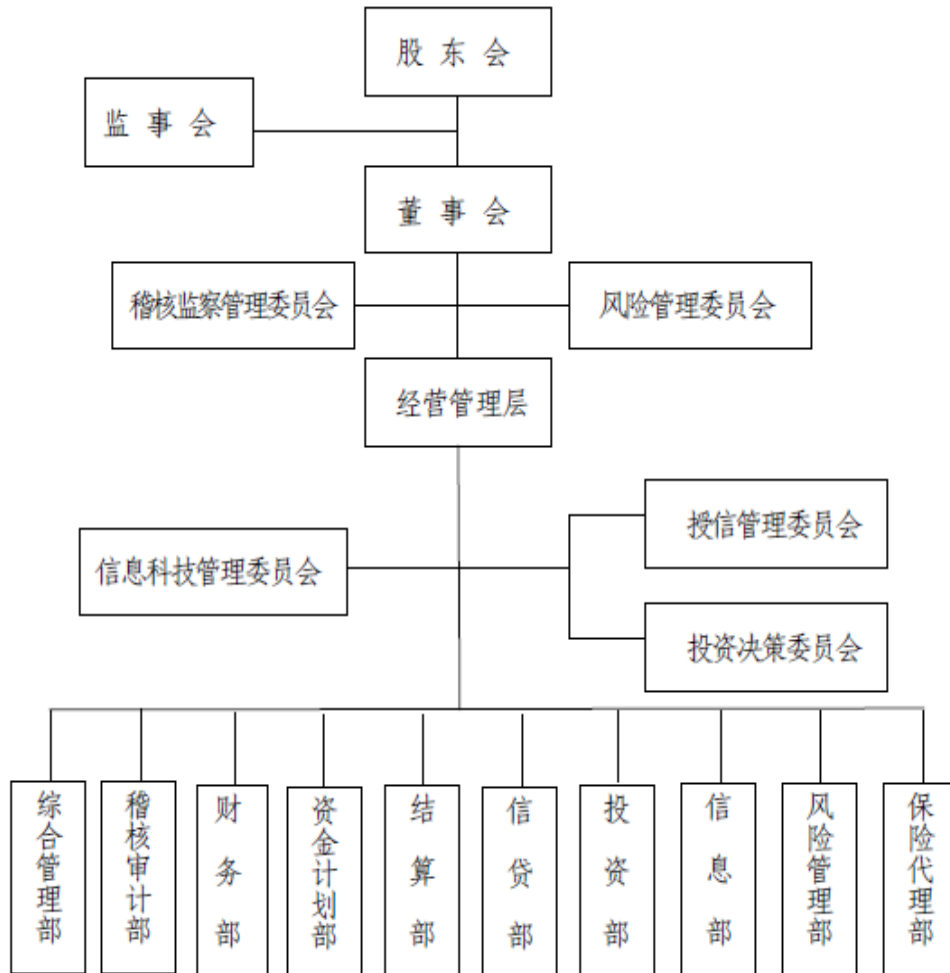 股东会
监事会
董事会
稽核监察管理委员会
风险管理委员会
经营管理层
授信管理委员会
信息科技管理委员会
投资决策委员会
综合管理部
稽核审计部
财务部
资金计划部
结算部
信贷部
投资部
信息部
风险管理部
保险代理部